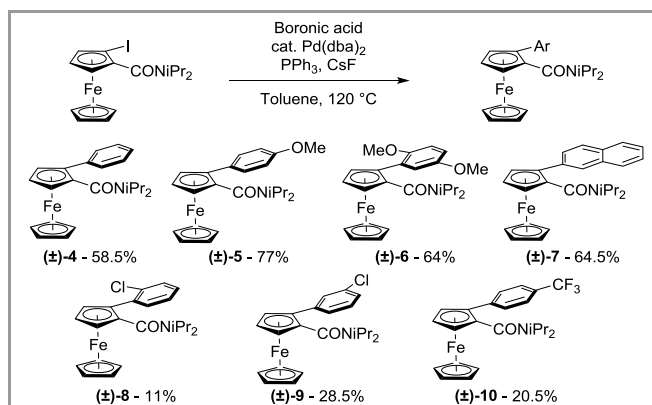 I
CONiPr2
Fe
Boronic acid
cat. Pd(dba)2
PPh3, CsF
Toluene, 120 °C
Ar
CONiPr2
Fe
CONiPr2
Fe
(±)-4 - 58.5%
OMe
CONiPr2
Fe
(±)-5 - 77%
MeO
OMe
CONiPr2
Fe
(±)-6 - 64%
CONiPr2
Fe
(±)-7 - 64.5%
Cl
CONiPr2
Fe
(±)-8 - 11%
Cl
CONiPr2
Fe
(±)-9 - 28.5%
CF3
CONiPr2
Fe
(±)-10 - 20.5%